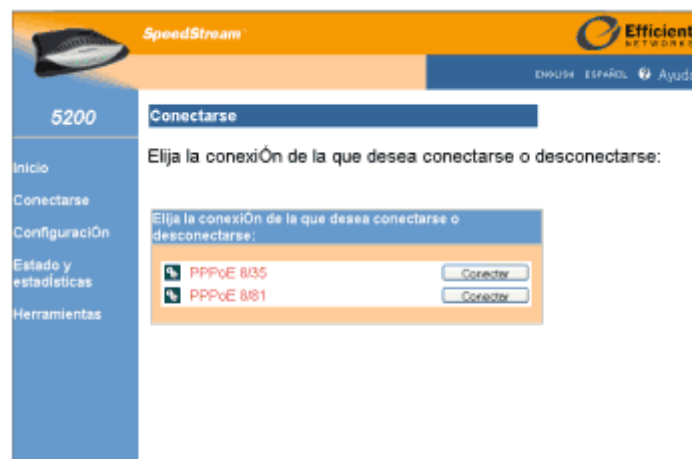 SpeedStream
Efficient
NETWORKS
ENGLISH ESPAÑOL Ayuda
5200
Conectarse
Elija la conexiÓn de la que desea conectarse o desconectarse:
Inicio
Conectarse
ConfiguraciÓn
Estado y
estadÍsticas
Herramientas
Elija la conexiÓn de la que desea conectarse o
desconectarse:
PPPoE 8/35 Conectar
PPPoE 8/81 Conectar